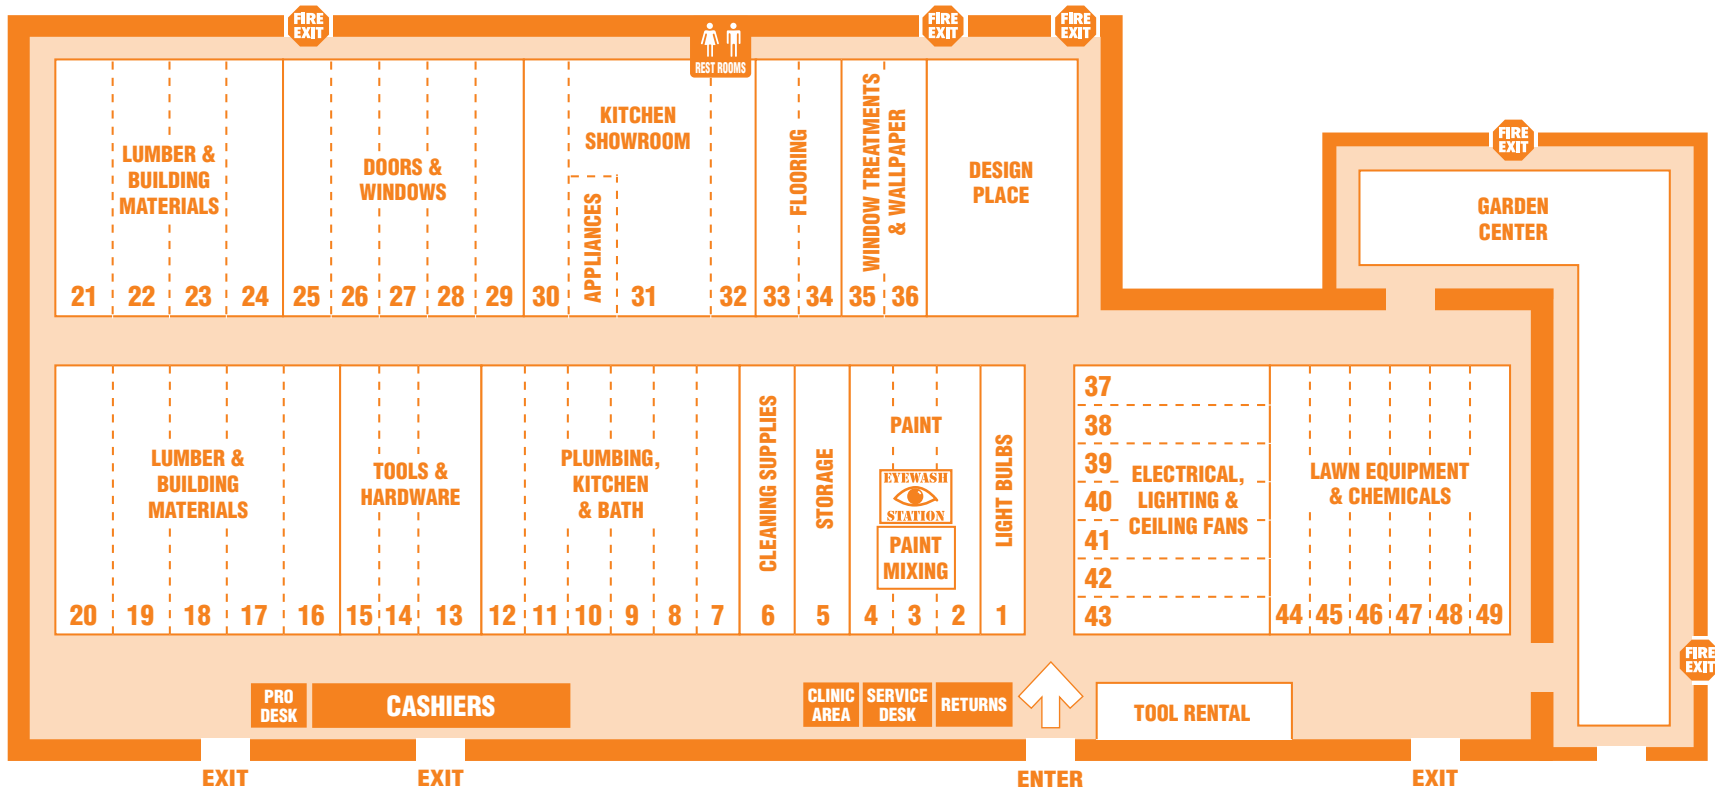 FIRE
EXIT
FIRE
EXIT
FIRE
EXIT
REST ROOMS
LUMBER &
BUILDING
MATERIALS
DOORS &
WINDOWS
KITCHEN
SHOWROOM
APPLIANCES
FLOORING
WINDOW TREATMENTS
& WALLPAPER
DESIGN
PLACE
21 22 23 24 25 26 27 28 29 30 31 32 33 34 35 36
FIRE
EXIT
GARDEN
CENTER
LUMBER &
BUILDING
MATERIALS
TOOLS &
HARDWARE
PLUMBING,
KITCHEN
& BATH
CLEANING SUPPLIES
STORAGE
PAINT
EYEWASH
STATION
PAINT
MIXING
LIGHT BULBS
20 19 18 17 16 15 14 13 12 11 10 9 8 7 6 5 4 3 2 1
37
38
39
40
41
42
43
ELECTRICAL,
LIGHTING &
CEILING FANS
LAWN EQUIPMENT
& CHEMICALS
44 45 46 47 48 49
FIRE
EXIT
PRO
DESK
CASHIERS
CLINIC
AREA
SERVICE
DESK
RETURNS
TOOL RENTAL
EXIT
EXIT
ENTER
EXIT